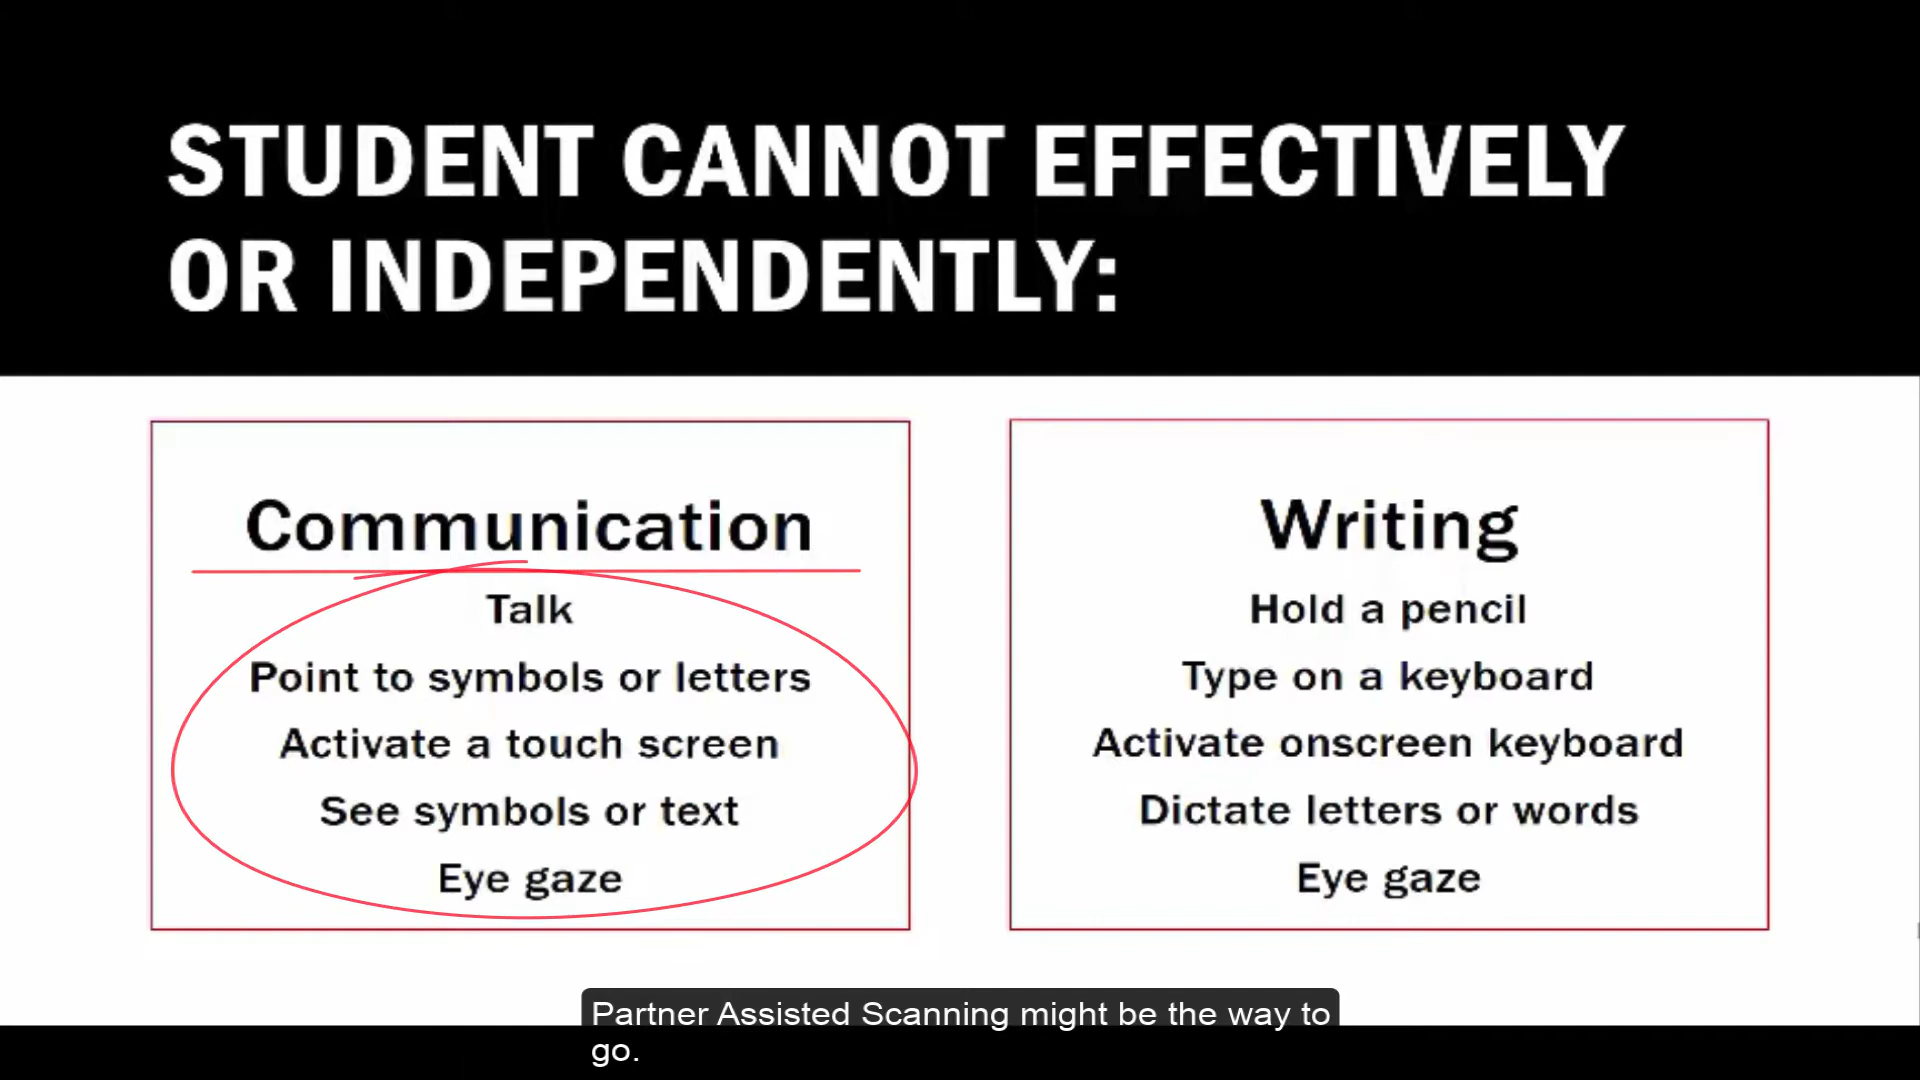 STUDENT CANNOT EFFECTIVELY
OR INDEPENDENTLY:
Communication
Talk
Point to symbols or letters
Activate a touch screen
See symbols or text
Eye gaze
Writing
Hold a pencil
Type on a keyboard
Activate onscreen keyboard
Dictate letters or words
Eye gaze
Partner Assisted Scanning might be the way to
go.